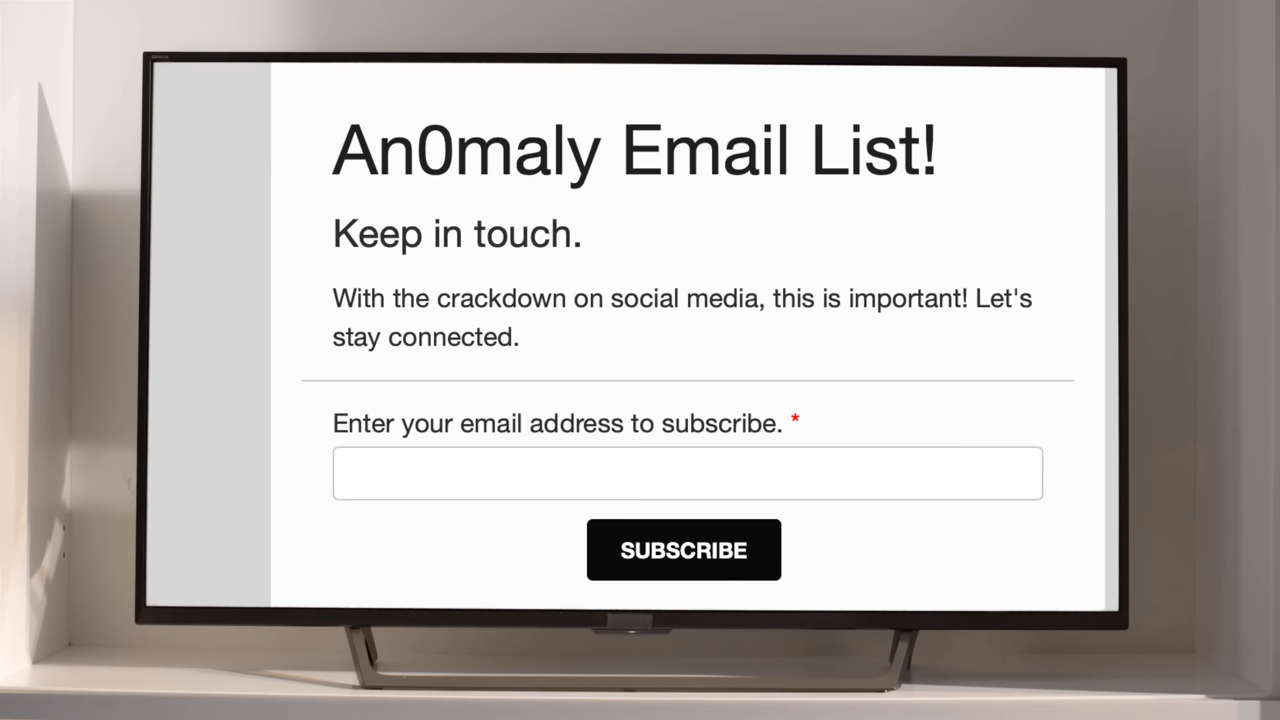 An0maly Email List!
Keep in touch.
With the crackdown on social media, this is important! Let's
stay connected.
Enter your email address to subscribe. *
SUBSCRIBE